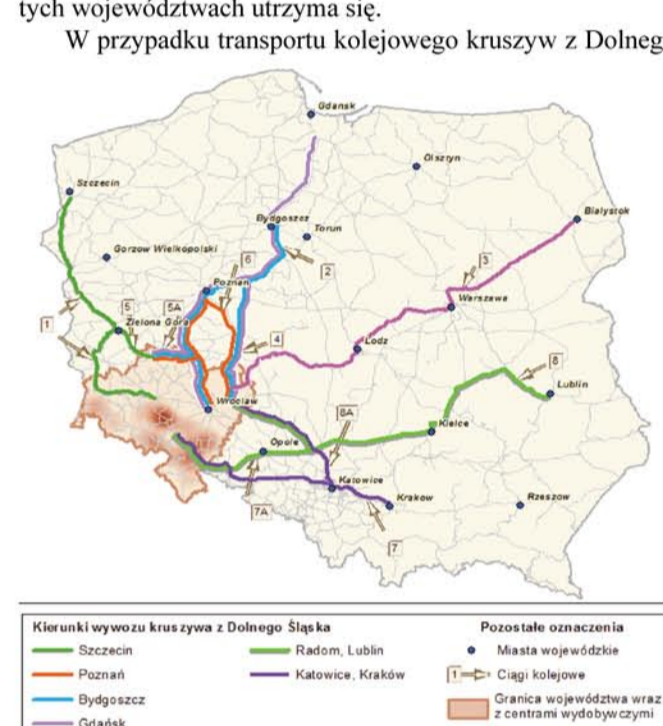 tych województwach utrzyma się.
W przypadku transportu kolejowego kruszyw z Dolneg
Gdansk
Olsztyn
Szczecin
Bialystok
Bydgoszcz
Torun
Gorzow Wielkopolski
6
3
2
Poznan
5
5A
Warszawa
1
Zielona Góra
4
Lodz
8
Lublin
Wroclaw
8A
Kielce
Opole
Katowice
Krakow
Rzeszow
7A
7
Kierunki wywozu kruszywa z Dolnego Śląska
Pozostałe oznaczenia
Szczecin
Radom, Lublin
Miasta wojewódzkie
Poznań
Katowice, Kraków
1
Ciągi kolejowe
Bydgoszcz
Granica województwa wraz
z centrami wydobywczymi
Gdańsk